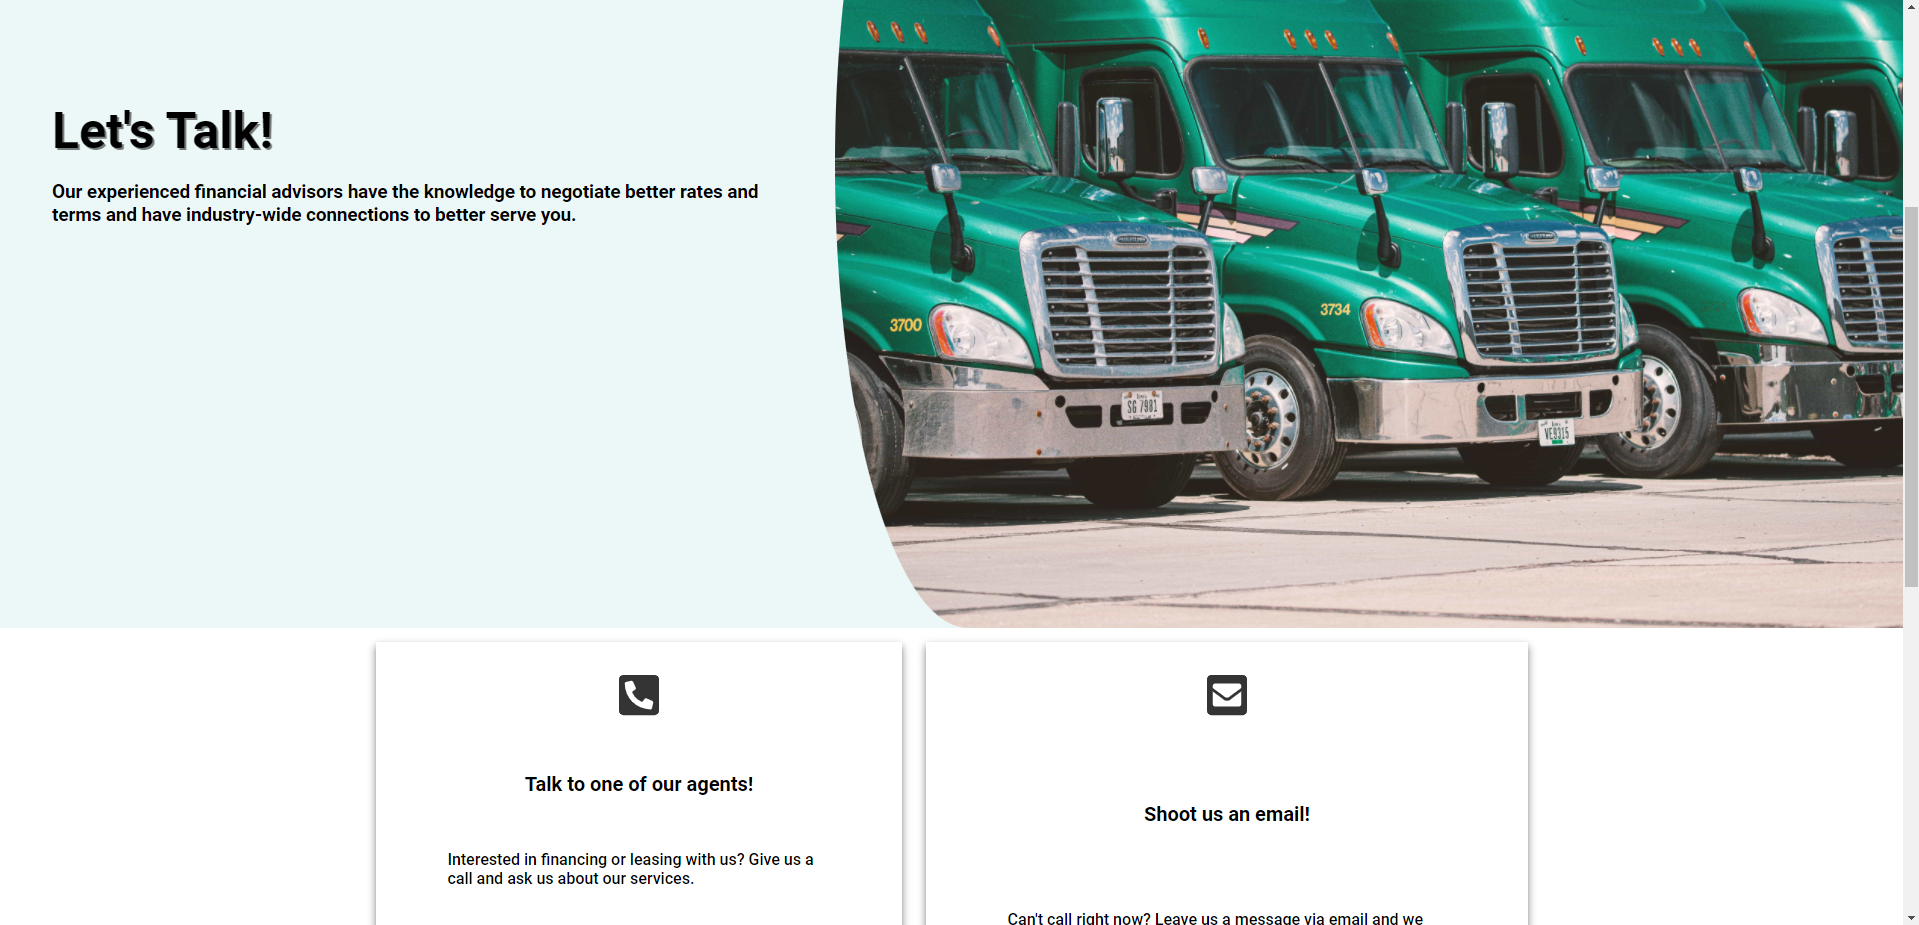 Let's Talk!
Our experienced financial advisors have the knowledge to negotiate better rates and
terms and have industry-wide connections to better serve you.
3700
3734
SG 7981
VE9315
Talk to one of our agents!
Shoot us an email!
Interested in financing or leasing with us? Give us a
call and ask us about our services.
Can't call right now? Leave us a message via email and we